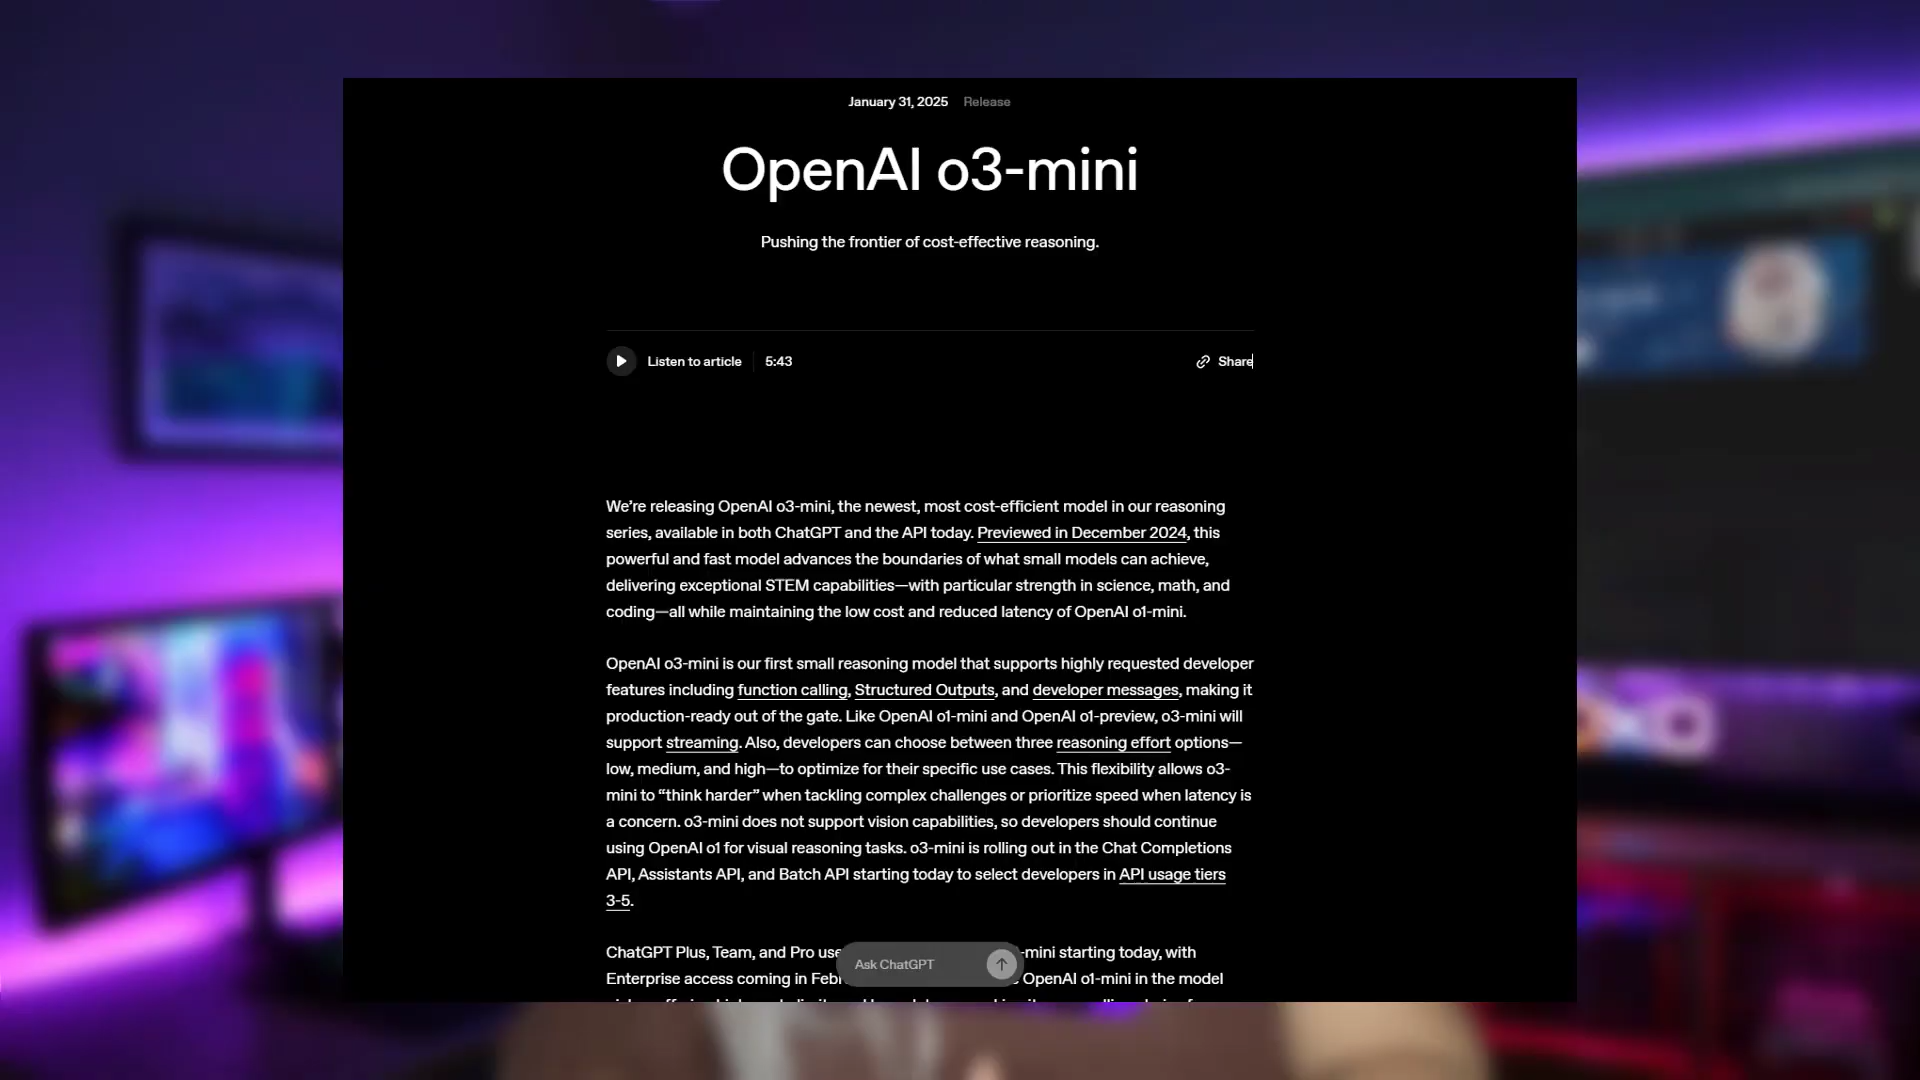 January 31, 2025 Release
OpenAI o3-mini
Pushing the frontier of cost-effective reasoning.
Listen to article 5:43 Share
We’re releasing OpenAI o3-mini, the newest, most cost-efficient model in our reasoning
series, available in both ChatGPT and the API today. Previewed in December 2024, this
powerful and fast model advances the boundaries of what small models can achieve,
delivering exceptional STEM capabilities—with particular strength in science, math, and
coding—all while maintaining the low cost and reduced latency of OpenAI o1-mini.
OpenAI o3-mini is our first small reasoning model that supports highly requested developer
features including function calling, Structured Outputs, and developer messages, making it
production-ready out of the gate. Like OpenAI o1-mini and OpenAI o1-preview, o3-mini will
support streaming. Also, developers can choose between three reasoning effort options—
low, medium, and high—to optimize for their specific use cases. This flexibility allows o3-
mini to “think harder” when tackling complex challenges or prioritize speed when latency is
a concern. o3-mini does not support vision capabilities, so developers should continue
using OpenAI o1 for visual reasoning tasks. o3-mini is rolling out in the Chat Completions
API, Assistants API, and Batch API starting today to select developers in API usage tiers
3-5.
ChatGPT Plus, Team, and Pro -mini starting today, with
Ask ChatGPT
Enterprise access coming in OpenAI o1-mini in the model